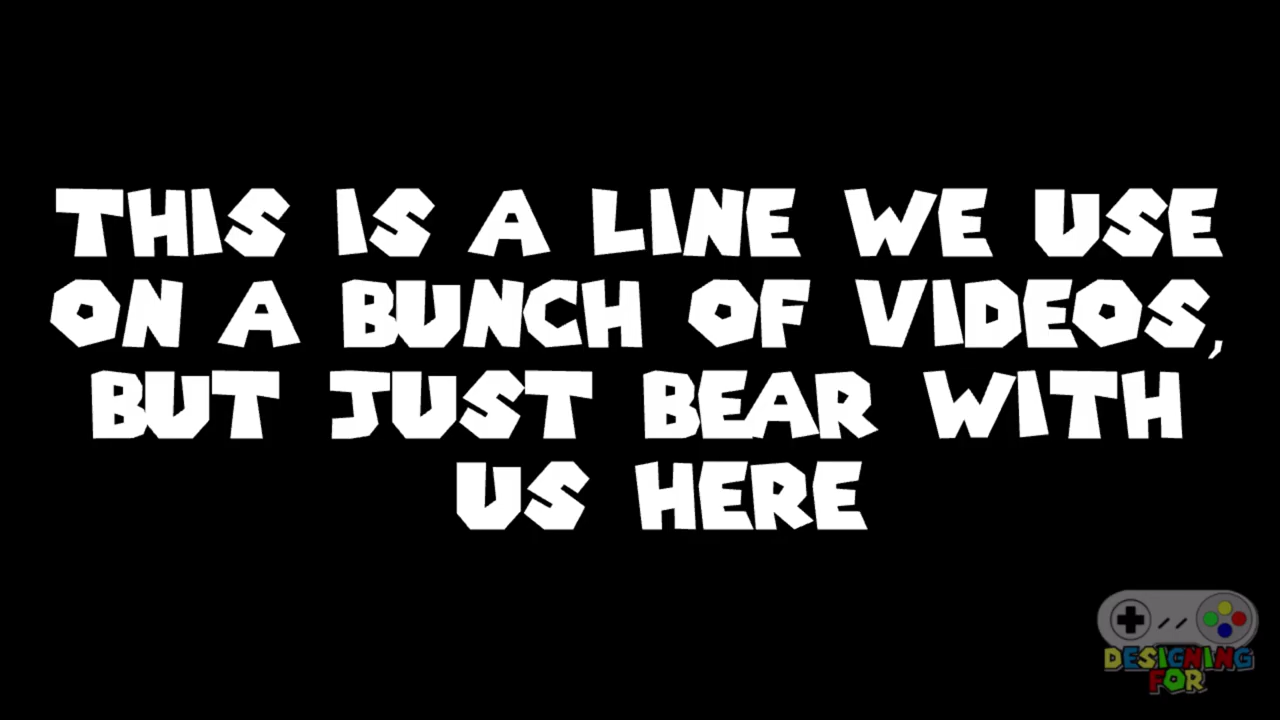 THIS IS A LINE WE USE
ON A BUNCH OF VIDEOS,
BUT JUST BEAR WITH
US HERE
DESIGNING
FOR